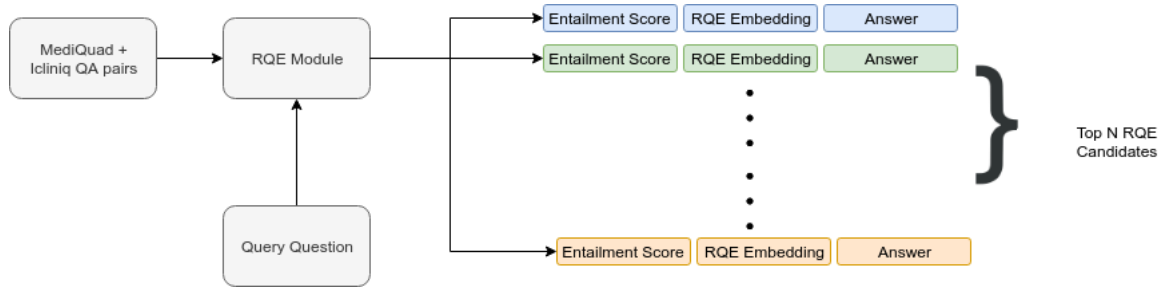 MediQuad +
Icliniq QA pairs
RQE Module
Query Question
Entailment Score RQE Embedding Answer
Entailment Score RQE Embedding Answer
Entailment Score RQE Embedding Answer
Top N RQE
Candidates